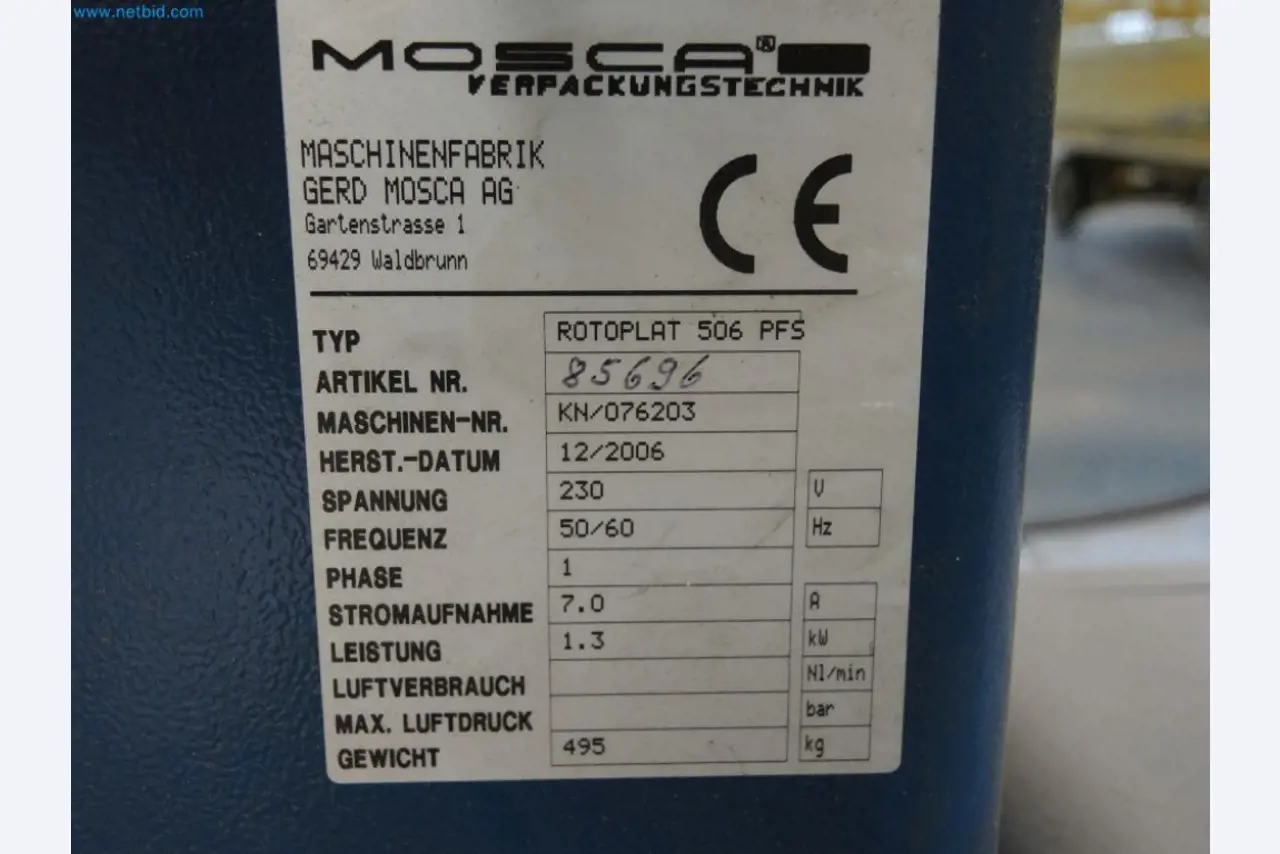 www.netbid.com
MOSCA®
VERPACKUNGSTECHNIK
MASCHINENFABRIK
GERD MOSCA AG
Gartenstrasse 1
69429 Waldbrunn
CE
TYP ROTOPLAT 506 PFS
ARTIKEL NR. 85696
MASCHINEN-NR. KN/076203
HERST.-DATUM 12/2006
SPANNUNG 230 V
FREQUENZ 50/60 Hz
PHASE 1
STROMAUFNAHME 7.0 A
LEISTUNG 1.3 kW
LUFTVERBRAUCH Nl/min
MAX. LUFTDRUCK bar
GEWICHT 495 kg